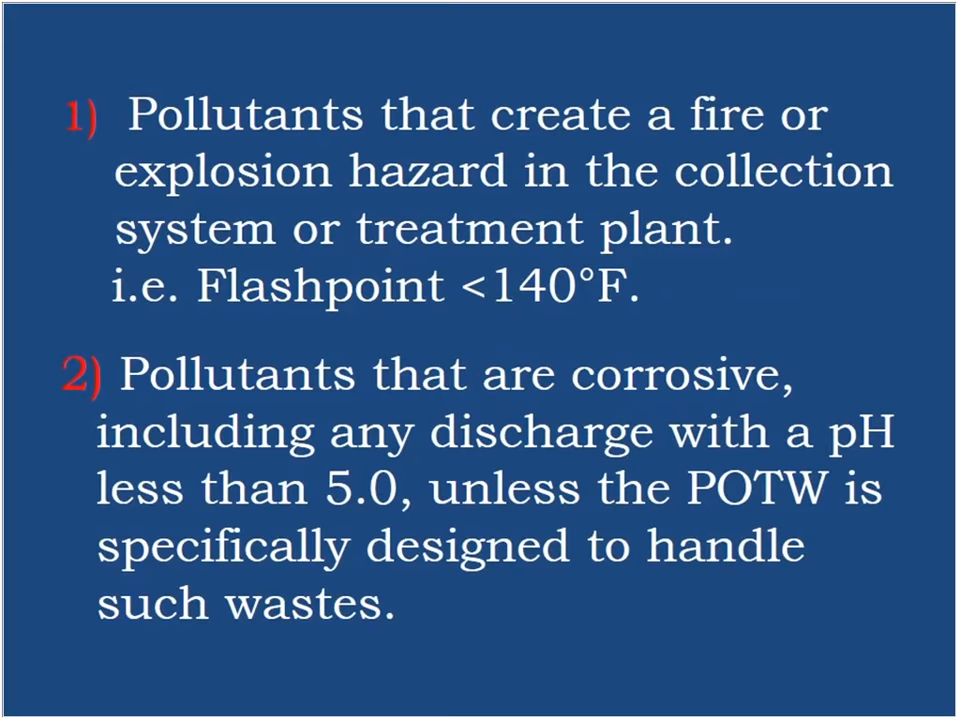 1) Pollutants that create a fire or
explosion hazard in the collection
system or treatment plant.
i.e. Flashpoint <140°F.
2) Pollutants that are corrosive,
including any discharge with a pH
less than 5.0, unless the POTW is
specifically designed to handle
such wastes.